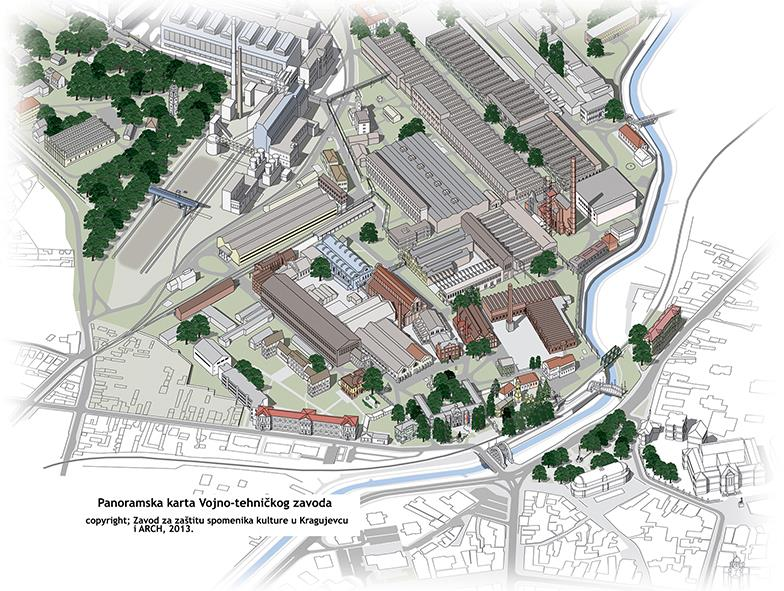 Panoramska karta Vojno-tehničkog zavoda
copyright; Zavod za zaštitu spomenika kulture u Kragujevcu
i ARCH, 2013.